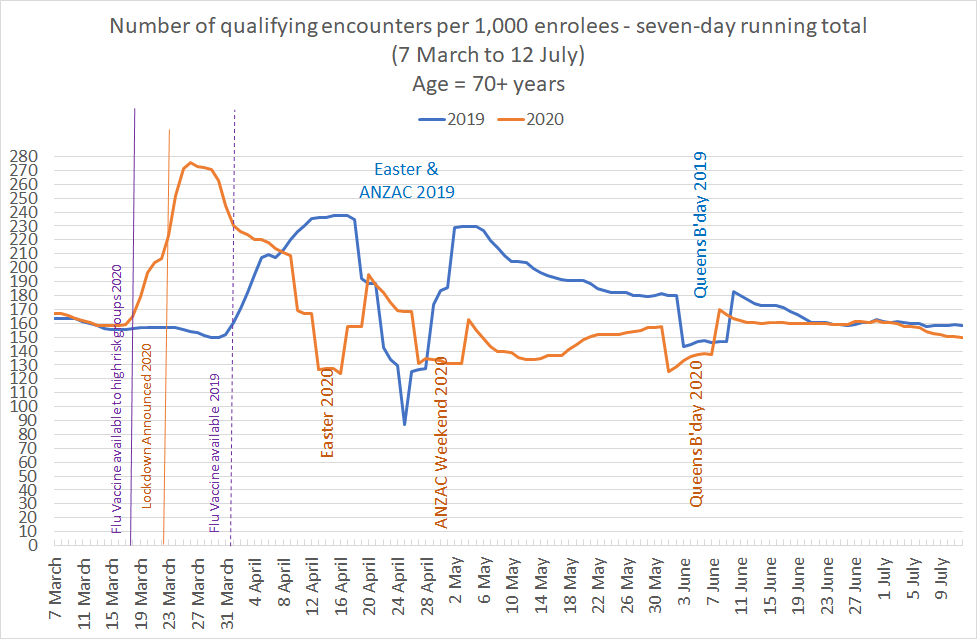 Number of qualifying encounters per 1,000 enrolees - seven-day running total
(7 March to 12 July)
Age = 70+ years
2019 2020
280
270
260
250
240
230
220
210
200
190
180
170
160
150
140
130
120
110
100
90
80
70
60
50
40
30
20
10
0
Flu Vaccine available to high risk groups 2020
Lockdown Announced 2020
Flu Vaccine available 2019
Easter 2020
Easter &
ANZAC 2019
ANZAC Weekend 2020
Queens B'day 2019
Queens B'day 2020
7 March
11 March
15 March
19 March
23 March
27 March
31 March
4 April
8 April
12 April
16 April
20 April
24 April
28 April
2 May
6 May
10 May
14 May
18 May
22 May
26 May
30 May
3 June
7 June
11 June
15 June
19 June
23 June
27 June
1 July
5 July
9 July